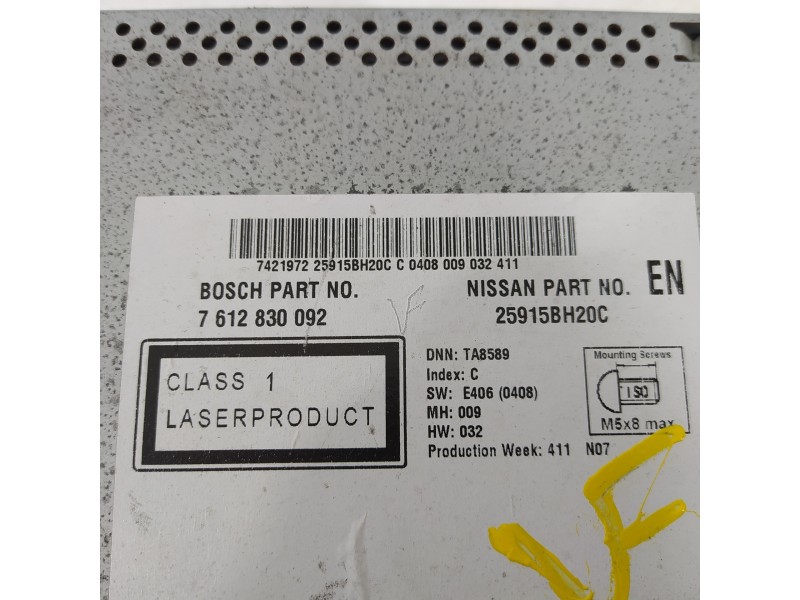 7421972 25915BH20C C 0408 009 032 411
BOSCH PART NO.
7 612 830 092
NISSAN PART NO.
25915BH20C
EN
VF
CLASS 1
LASERPRODUCT
DNN: TA8589
Index: C
SW: E406 (0408)
MH: 009
HW: 032
Production Week: 411 N07
Mounting Screws
ISO
M5x8 max
VF